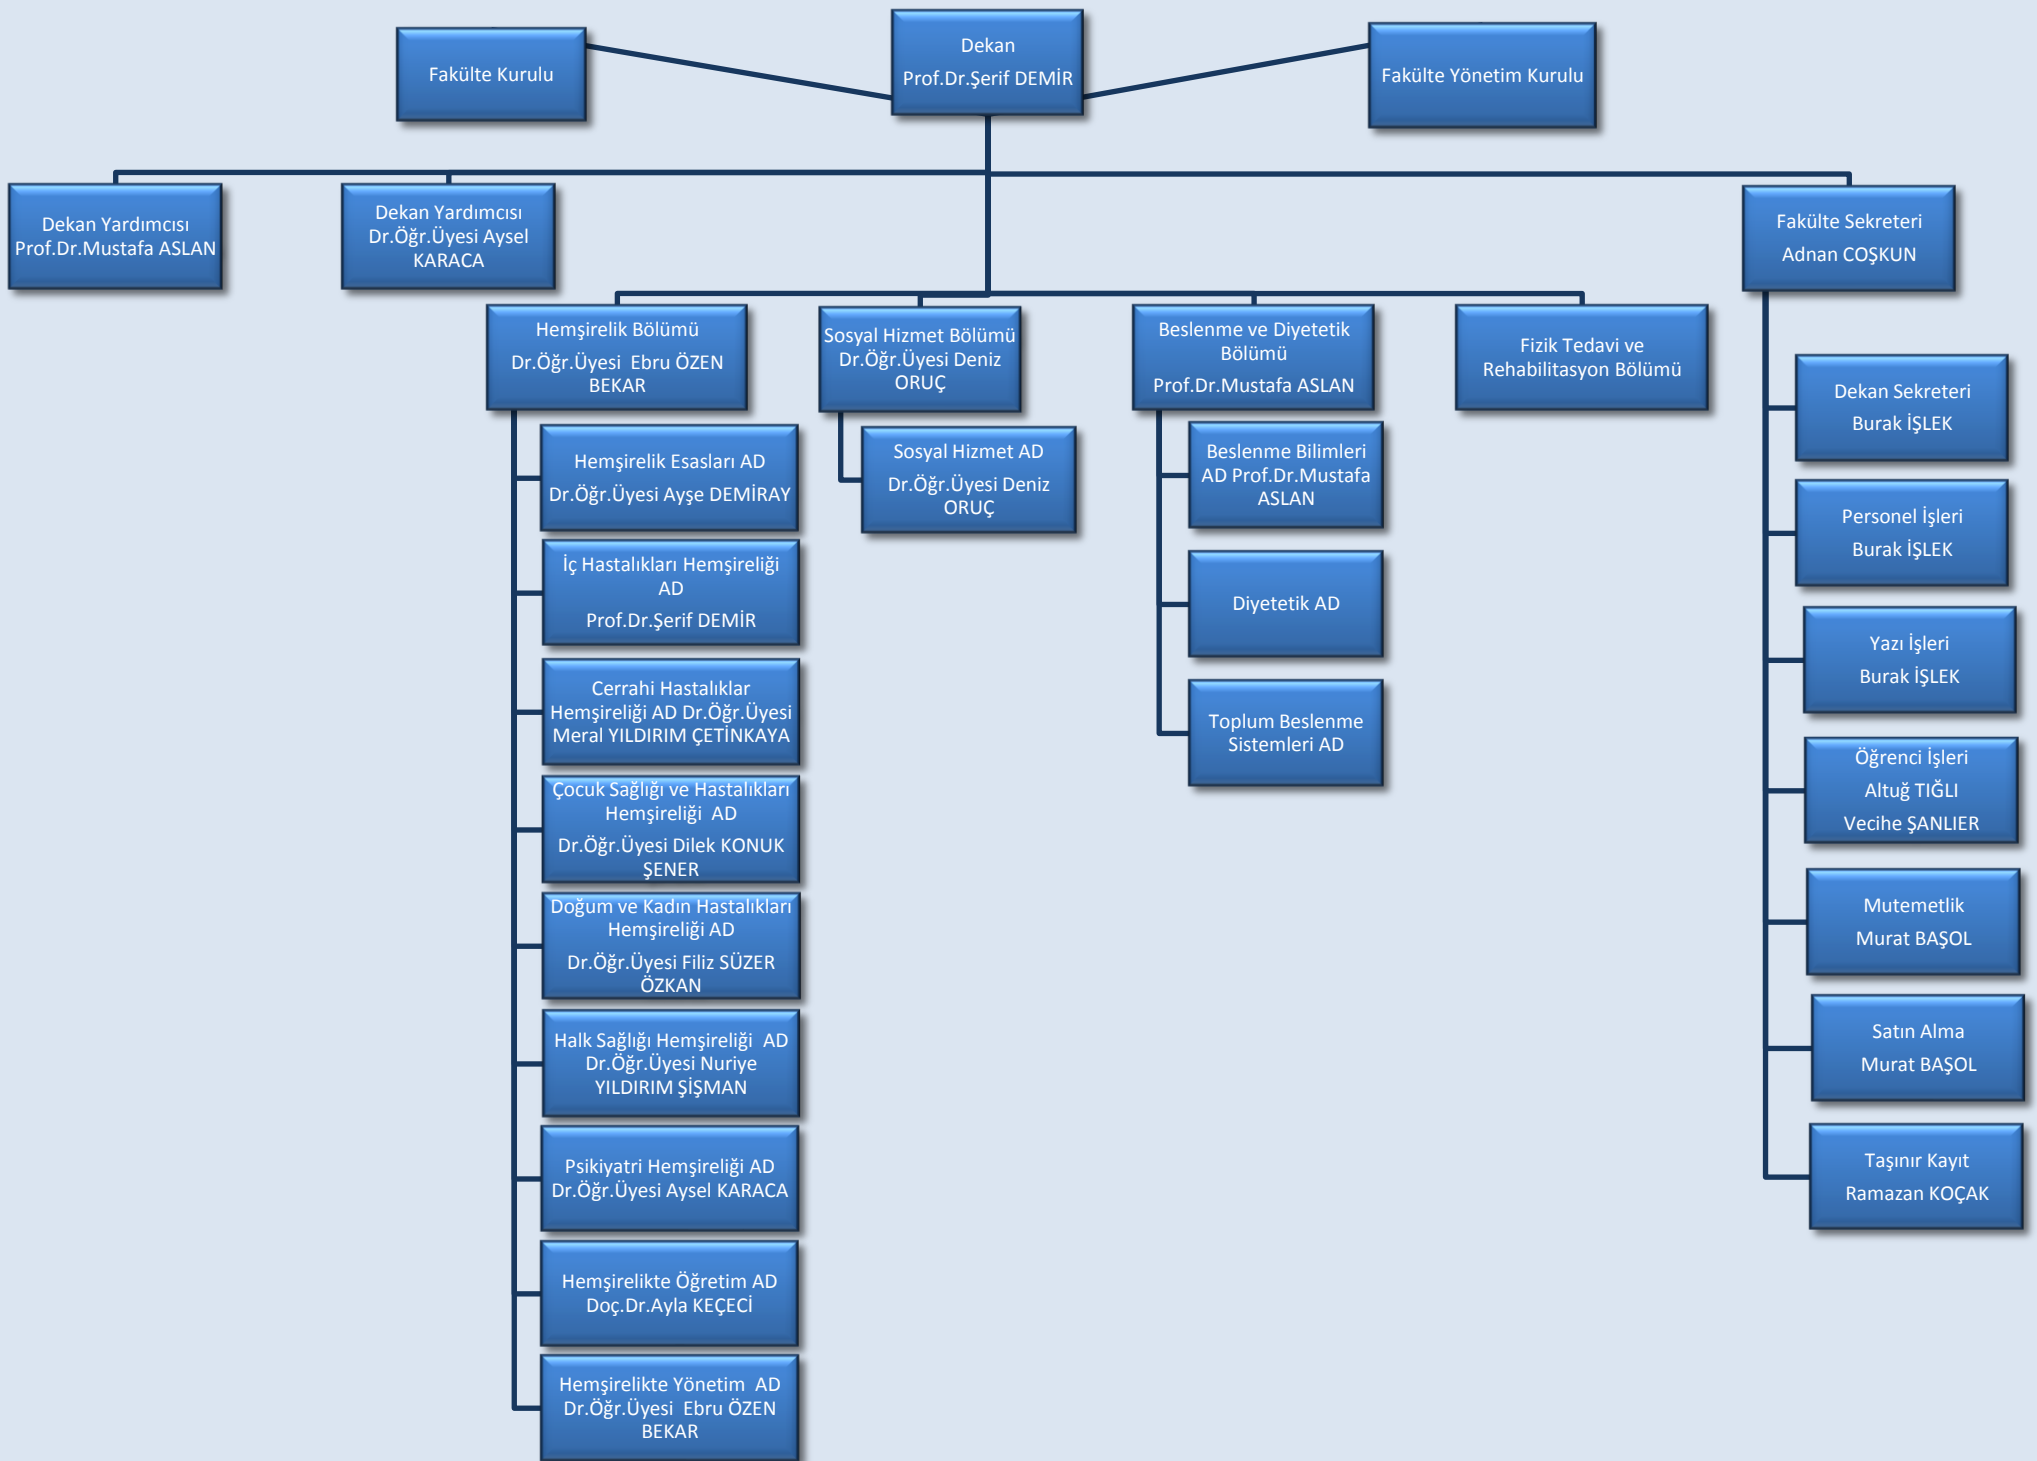 Fakülte Kurulu
Dekan
Prof.Dr.Şerif DEMİR
Fakülte Yönetim Kurulu
Dekan Yardımcısı
Prof.Dr.Mustafa ASLAN
Dekan Yardımcısı
Dr.Öğr.Üyesi Aysel
KARACA
Fakülte Sekreteri
Adnan COŞKUN
Hemşirelik Bölümü
Dr.Öğr.Üyesi Ebru ÖZEN
BEKAR
Hemşirelik Esasları AD
Dr.Öğr.Üyesi Ayşe DEMİRAY
İç Hastalıkları Hemşireliği
AD
Prof.Dr.Şerif DEMİR
Cerrahi Hastalıklar
Hemşireliği AD Dr.Öğr.Üyesi
Meral YILDIRIM ÇETİNKAYA
Çocuk Sağlığı ve Hastalıkları
Hemşireliği AD
Dr.Öğr.Üyesi Dilek KONUK
ŞENER
Doğum ve Kadın Hastalıkları
Hemşireliği AD
Dr.Öğr.Üyesi Filiz SÜZER
ÖZKAN
Halk Sağlığı Hemşireliği AD
Dr.Öğr.Üyesi Nuriye
YILDIRIM ŞİŞMAN
Psikiyatri Hemşireliği AD
Dr.Öğr.Üyesi Aysel KARACA
Hemşirelikte Öğretim AD
Doç.Dr.Ayla KEÇECİ
Hemşirelikte Yönetim AD
Dr.Öğr.Üyesi Ebru ÖZEN
BEKAR
Sosyal Hizmet Bölümü
Dr.Öğr.Üyesi Deniz
ORUÇ
Sosyal Hizmet AD
Dr.Öğr.Üyesi Deniz
ORUÇ
Beslenme ve Diyetetik
Bölümü
Prof.Dr.Mustafa ASLAN
Beslenme Bilimleri
AD Prof.Dr.Mustafa
ASLAN
Diyetetik AD
Toplum Beslenme
Sistemleri AD
Fizik Tedavi ve
Rehabilitasyon Bölümü
Dekan Sekreteri
Burak İŞLEK
Personel İşleri
Burak İŞLEK
Yazı İşleri
Burak İŞLEK
Öğrenci İşleri
Altuğ TIĞLI
Vecihe ŞANLIER
Mutemetlik
Murat BAŞOL
Satın Alma
Murat BAŞOL
Taşınır Kayıt
Ramazan KOÇAK